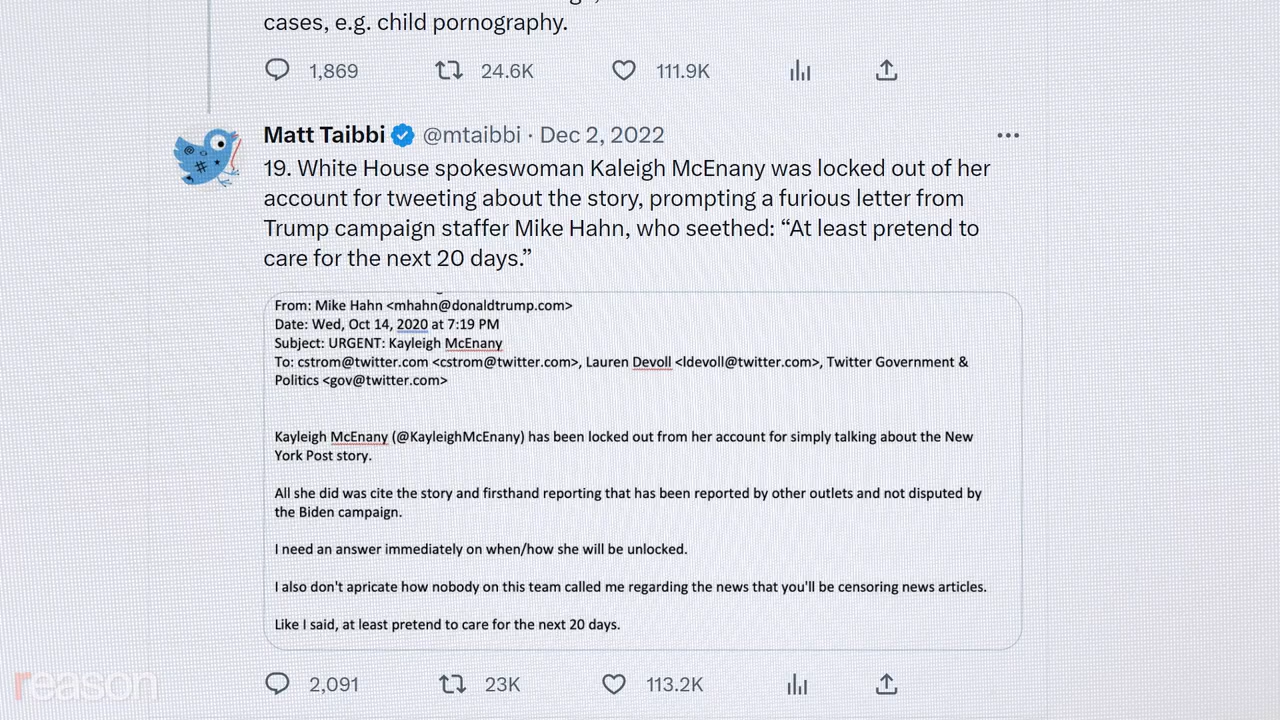 cases, e.g. child pornography.
1,869 24.6K 111.9K
Matt Taibbi @mtaibbi · Dec 2, 2022
19. White House spokeswoman Kaleigh McEnany was locked out of her
account for tweeting about the story, prompting a furious letter from
Trump campaign staffer Mike Hahn, who seethed: “At least pretend to
care for the next 20 days.”
From: Mike Hahn <mhahn@donaldtrump.com>
Date: Wed, Oct 14, 2020 at 7:19 PM
Subject: URGENT: Kayleigh McEnany
To: cstrom@twitter.com <cstrom@twitter.com>, Lauren Devoll <ldevoll@twitter.com>, Twitter Government &
Politics <gov@twitter.com>
Kayleigh McEnany (@KayleighMcEnany) has been locked out from her account for simply talking about the New
York Post story.
All she did was cite the story and firsthand reporting that has been reported by other outlets and not disputed by
the Biden campaign.
I need an answer immediately on when/how she will be unlocked.
I also don't apricate how nobody on this team called me regarding the news that you'll be censoring news articles.
Like I said, at least pretend to care for the next 20 days.
2,091 23K 113.2K
reason